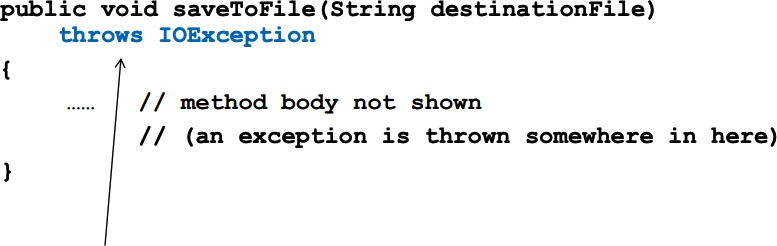 public void saveToFile(String destinationFile)
throws IOException
{
...... // method body not shown
// (an exception is thrown somewhere in here)
}